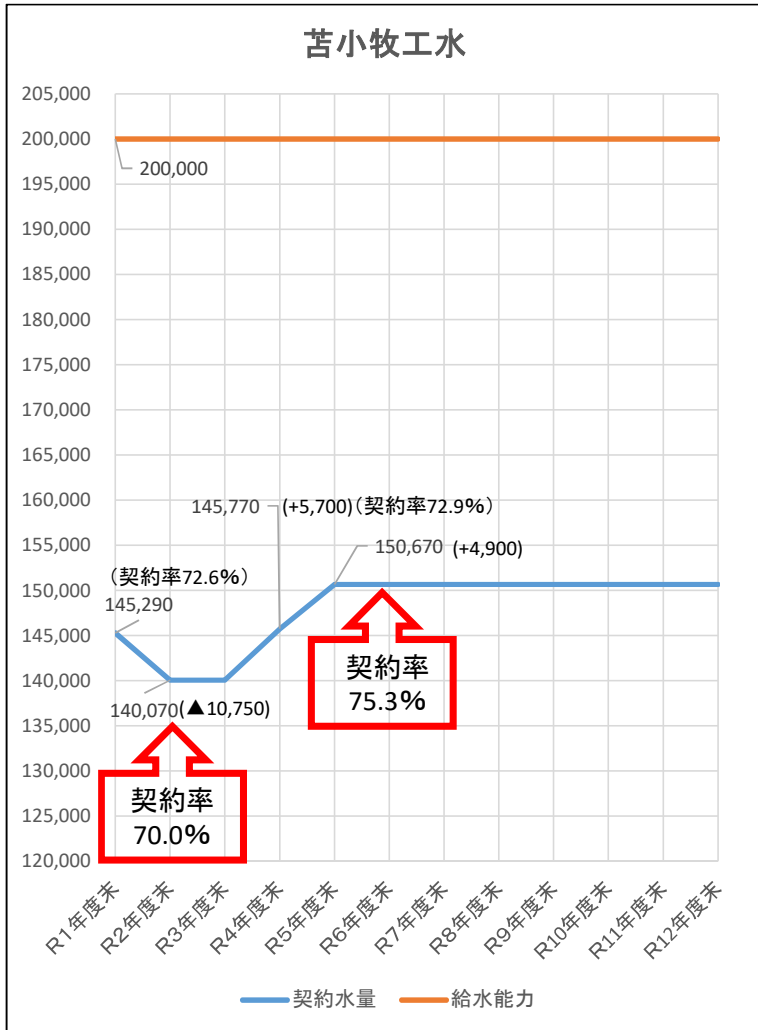 苫小牧工水
205,000
200,000
195,000
190,000
185,000
180,000
175,000
170,000
165,000
160,000
155,000
150,000
145,000
140,000
135,000
130,000
125,000
120,000
200,000
145,770 (+5,700)(契約率72.9%)
150,670 (+4,900)
(契約率72.6%)
145,290
契約率
75.3%
140,070(▲10,750)
契約率
70.0%
R1年度末
R2年度末
R3年度末
R4年度末
R5年度末
R6年度末
R7年度末
R8年度末
R9年度末
R10年度末
R11年度末
R12年度末
契約水量 給水能力